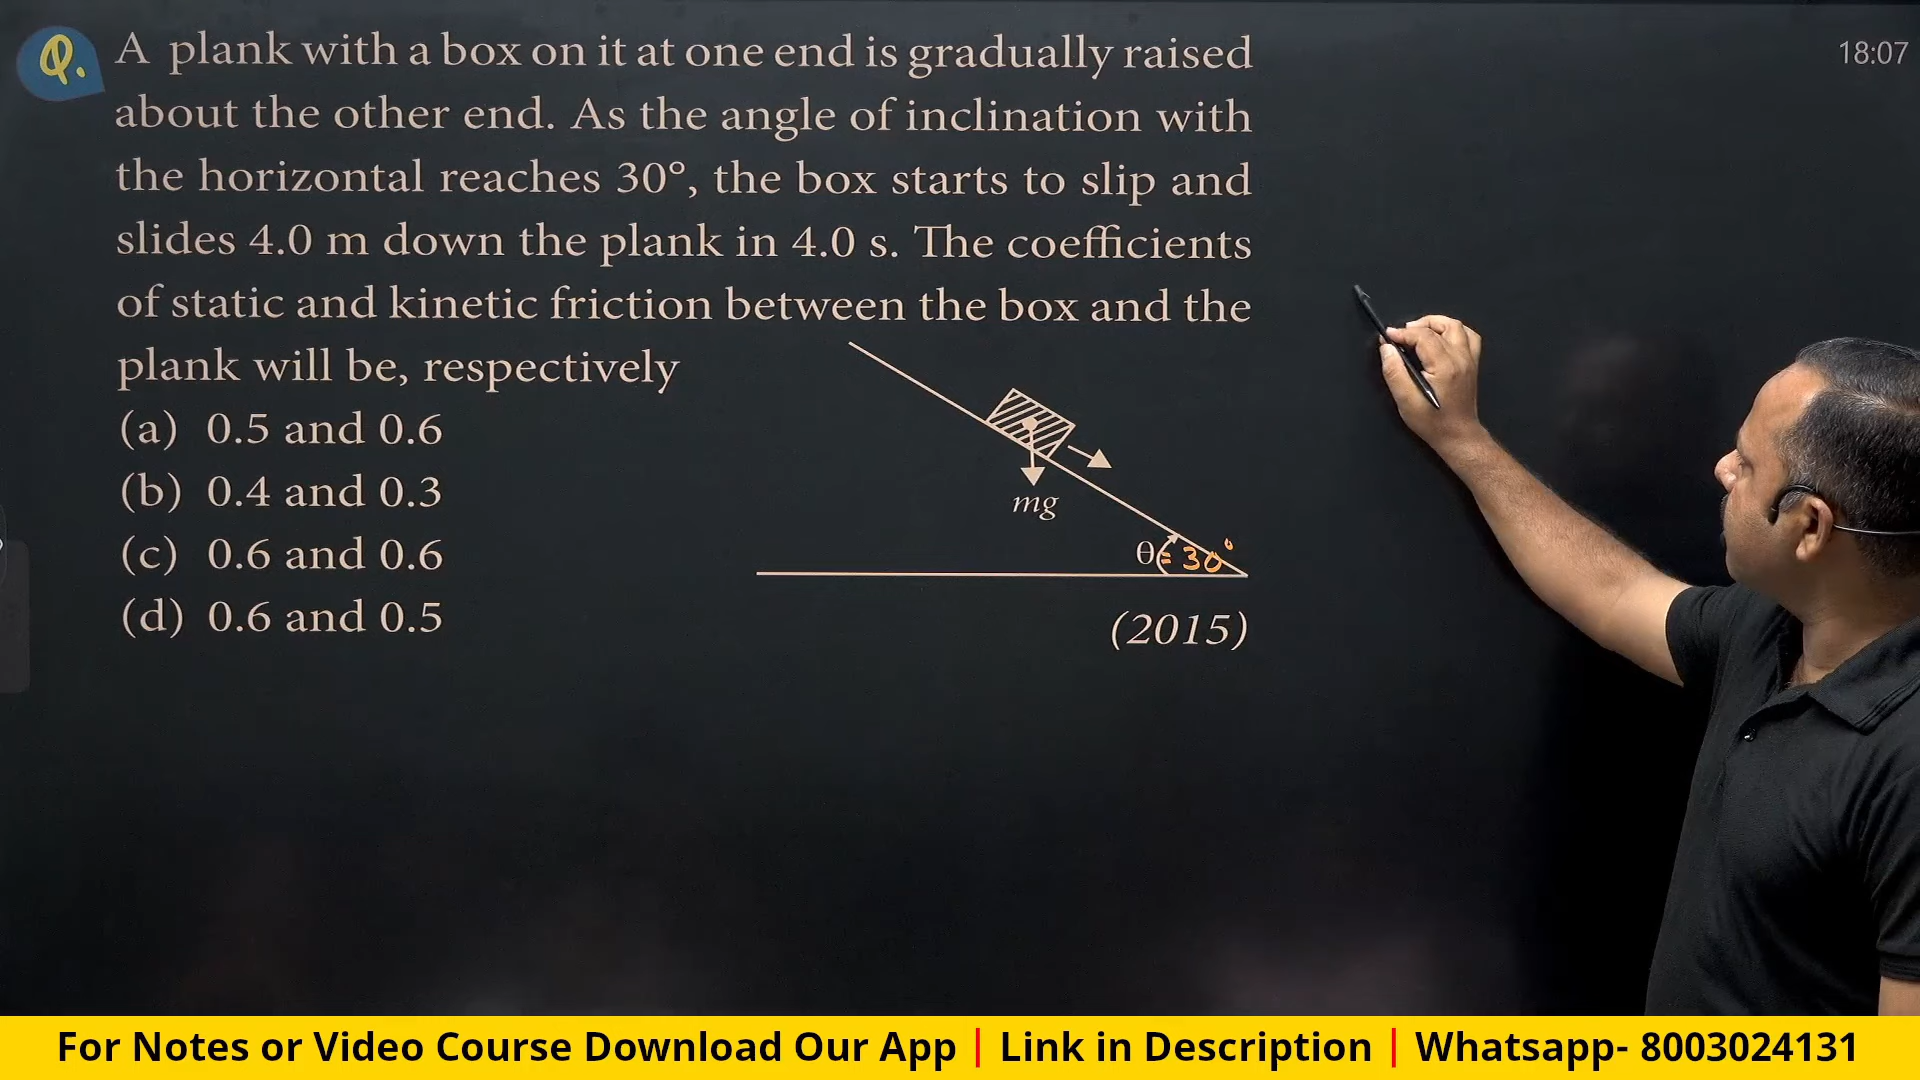 Q.
A plank with a box on it at one end is gradually raised
about the other end. As the angle of inclination with
the horizontal reaches 30°, the box starts to slip and
slides 4.0 m down the plank in 4.0 s. The coefficients
of static and kinetic friction between the box and the
plank will be, respectively
(a) 0.5 and 0.6
(b) 0.4 and 0.3
(c) 0.6 and 0.6
(d) 0.6 and 0.5
mg
θ = 30°
(2015)
18:07
For Notes or Video Course Download Our App | Link in Description | Whatsapp- 8003024131